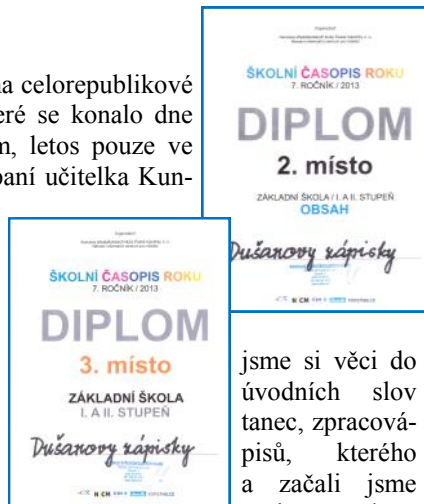 na celorepublikové
eré se konalo dne
m, letos pouze ve
paní učitelka Kun-
ŠKOLNÍ ČASOPIS ROKU
7. ROČNÍK / 2013
DIPLOM
2. místo
ZÁKLADNÍ ŠKOLA / I. A II. STUPEŇ
OBSAH
Dušanovy zápisky
ŠKOLNÍ ČASOPIS ROKU
7. ROČNÍK / 2013
DIPLOM
3. místo
ZÁKLADNÍ ŠKOLA
I. A II. STUPEŇ
Dušanovy zápisky
jsme si věci do
úvodních slov
tanec, zpracová-
pisů, kterého
a začali jsme